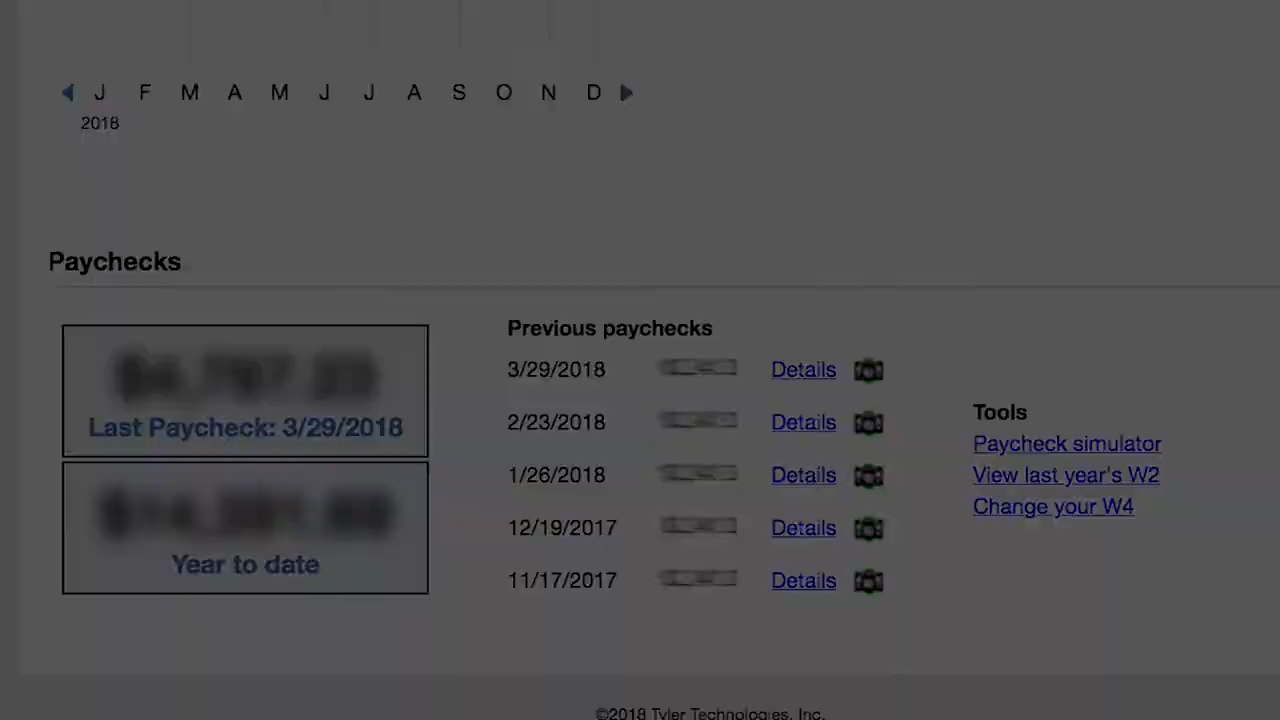 J F M A M J J A S O N D
2018
Paychecks
Last Paycheck: 3/29/2018
Year to date
Previous paychecks
3/29/2018 Details
2/23/2018 Details
1/26/2018 Details
12/19/2017 Details
11/17/2017 Details
Tools
Paycheck simulator
View last year's W2
Change your W4
©2018 Tyler Technologies, Inc.